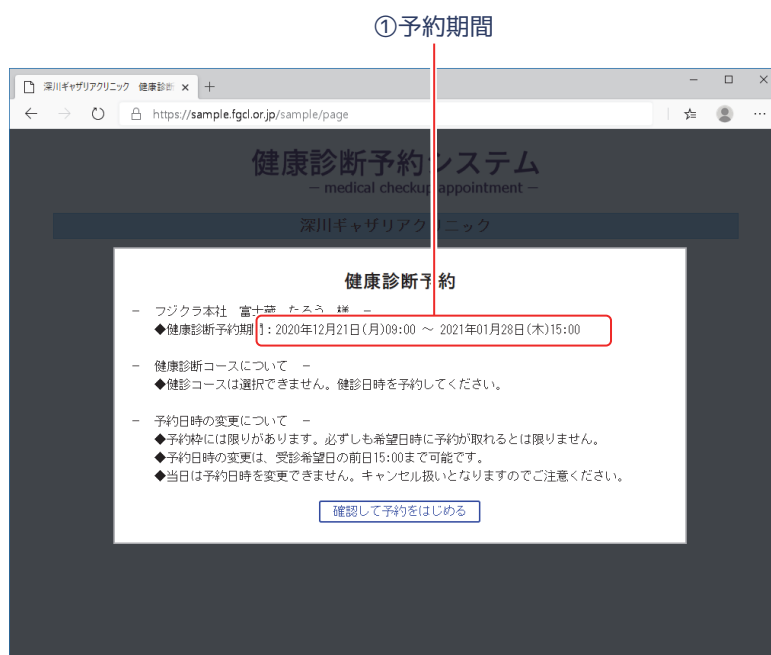 ①予約期間
深川ギャザリアクリニック 健康診断
https://sample.fgcl.or.jp/sample/page
健康診断予約システム
− medical checkup appointment −
深川ギャザリアクリニック
健康診断予約
− フジクラ本社 富士蔵 たろう 様 −
◆健康診断予約期間：2020年12月21日(月)09:00 ～ 2021年01月28日(木)15:00
− 健康診断コースについて −
◆健診コースは選択できません。健診日時を予約してください。
− 予約日時の変更について −
◆予約枠には限りがあります。必ずしも希望日時に予約が取れるとは限りません。
◆予約日時の変更は、受診希望日の前日15:00まで可能です。
◆当日は予約日時を変更できません。キャンセル扱いとなりますのでご注意ください。
確認して予約をはじめる